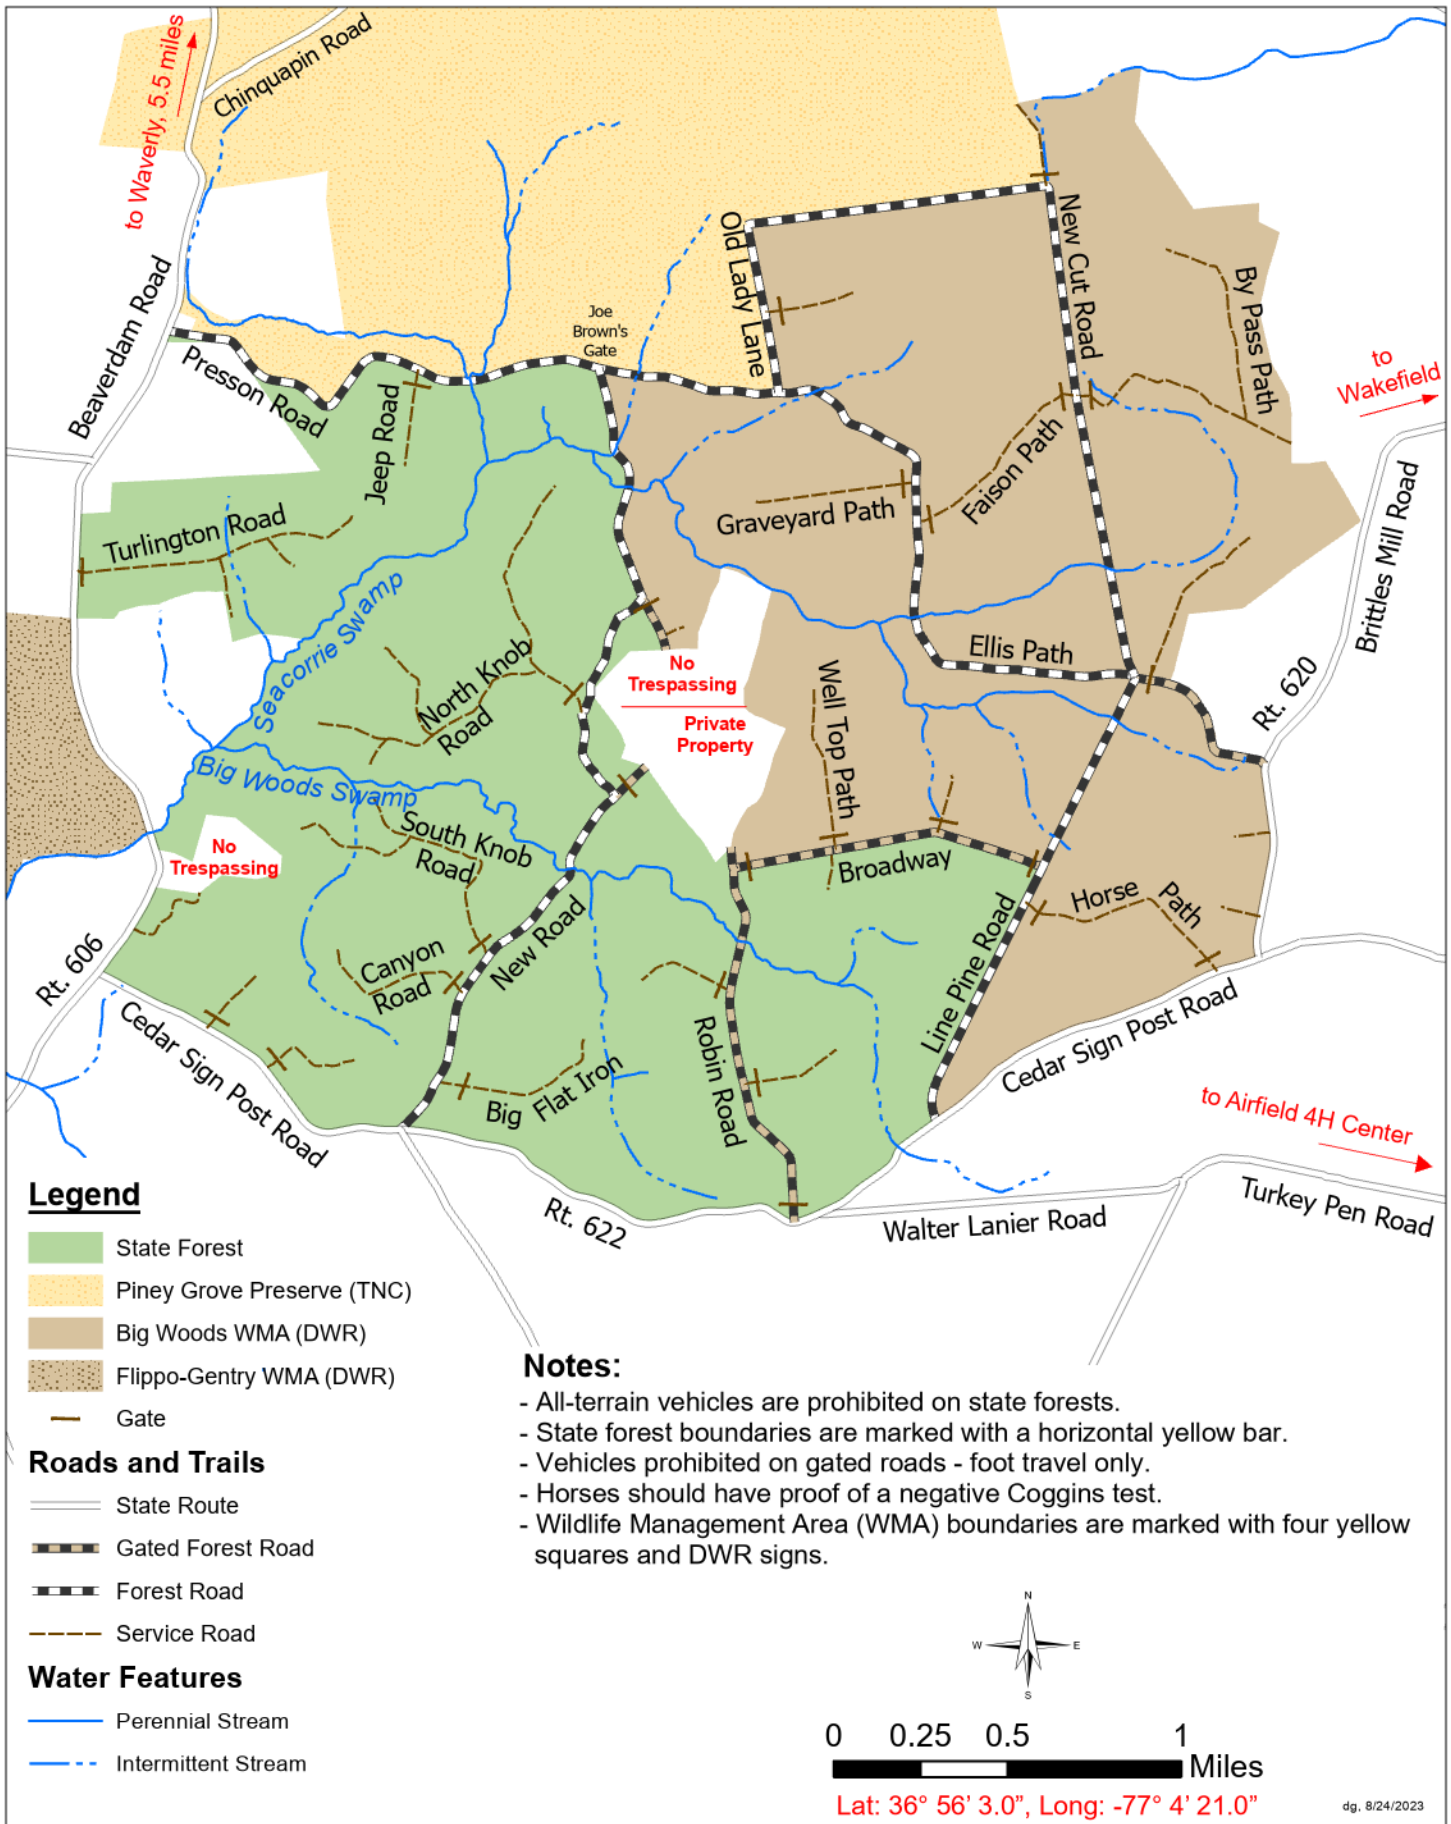 to Waverly, 5.5 miles
Chinquapin Road
Beaverdam Road
Presson Road
Jeep Road
Joe
Brown's
Gate
Old Lady Lane
New Cut Road
By Pass Path
to
Wakefield
Brittles Mill Road
Turlington Road
Graveyard Path
Faison Path
Seacorrie Swamp
North Knob
Road
No
Trespassing
Private
Property
Ellis Path
Well Top Path
Rt. 620
Big Woods Swamp
South Knob
Road
No
Trespassing
Broadway
Horse Path
Canyon
Road
New Road
Line Pine Road
Rt. 606
Cedar Sign Post Road
Robin Road
Big Flat Iron
Cedar Sign Post Road
to Airfield 4H Center
Rt. 622
Walter Lanier Road
Turkey Pen Road
Legend
State Forest
Piney Grove Preserve (TNC)
Big Woods WMA (DWR)
Flippo-Gentry WMA (DWR)
Gate
Roads and Trails
State Route
Gated Forest Road
Forest Road
Service Road
Water Features
Perennial Stream
Intermittent Stream
Notes:
- All-terrain vehicles are prohibited on state forests.
- State forest boundaries are marked with a horizontal yellow bar.
- Vehicles prohibited on gated roads - foot travel only.
- Horses should have proof of a negative Coggins test.
- Wildlife Management Area (WMA) boundaries are marked with four yellow
squares and DWR signs.
N
W E
S
0 0.25 0.5 1
Miles
Lat: 36° 56’ 3.0”, Long: -77° 4’ 21.0”
dg, 8/24/2023